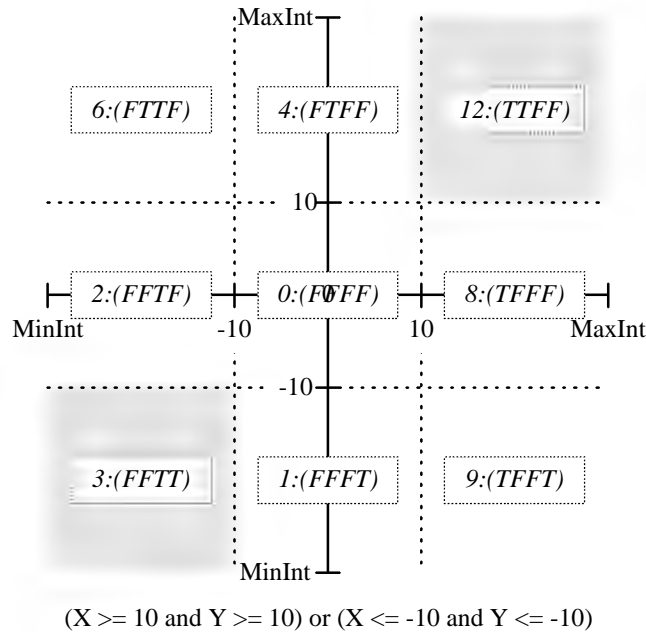 MaxInt
6:(FTTF) 4:(FTFF) 12:(TTFF)
10
2:(FFTF) 0:(FFFF) 0 8:(TFFF)
MinInt -10 10 MaxInt
-10
3:(FFTT) 1:(FFFT) 9:(TFFT)
MinInt
(X >= 10 and Y >= 10) or (X <= -10 and Y <= -10)